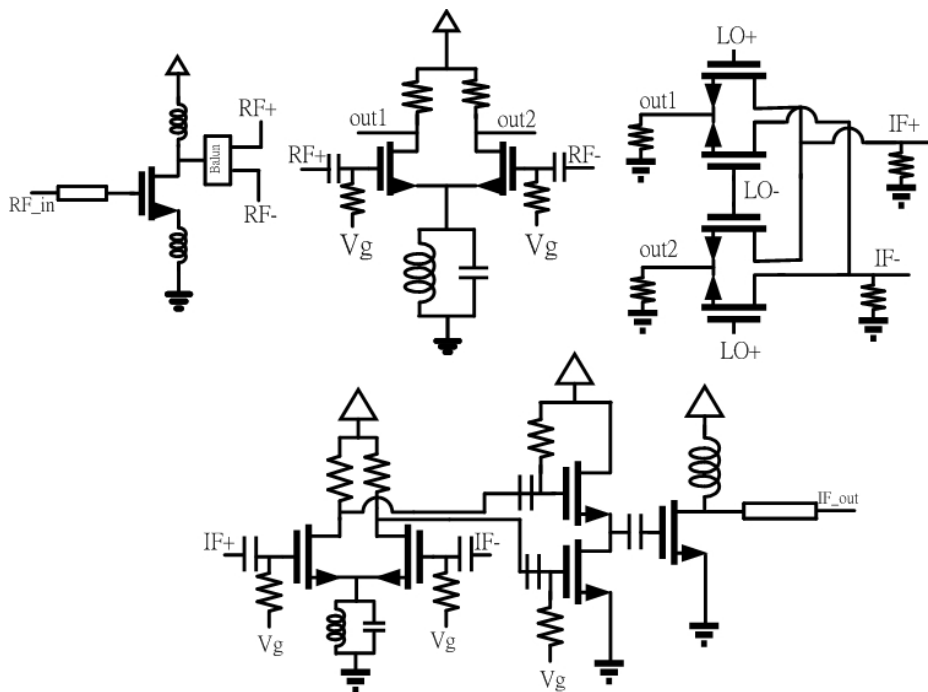 RF_in
Balun
RF+
RF-
out1
out2
RF+
RF-
Vg
Vg
LO+
out1
IF+
LO-
out2
IF-
LO+
IF+
IF-
Vg
Vg
Vg
IF_out